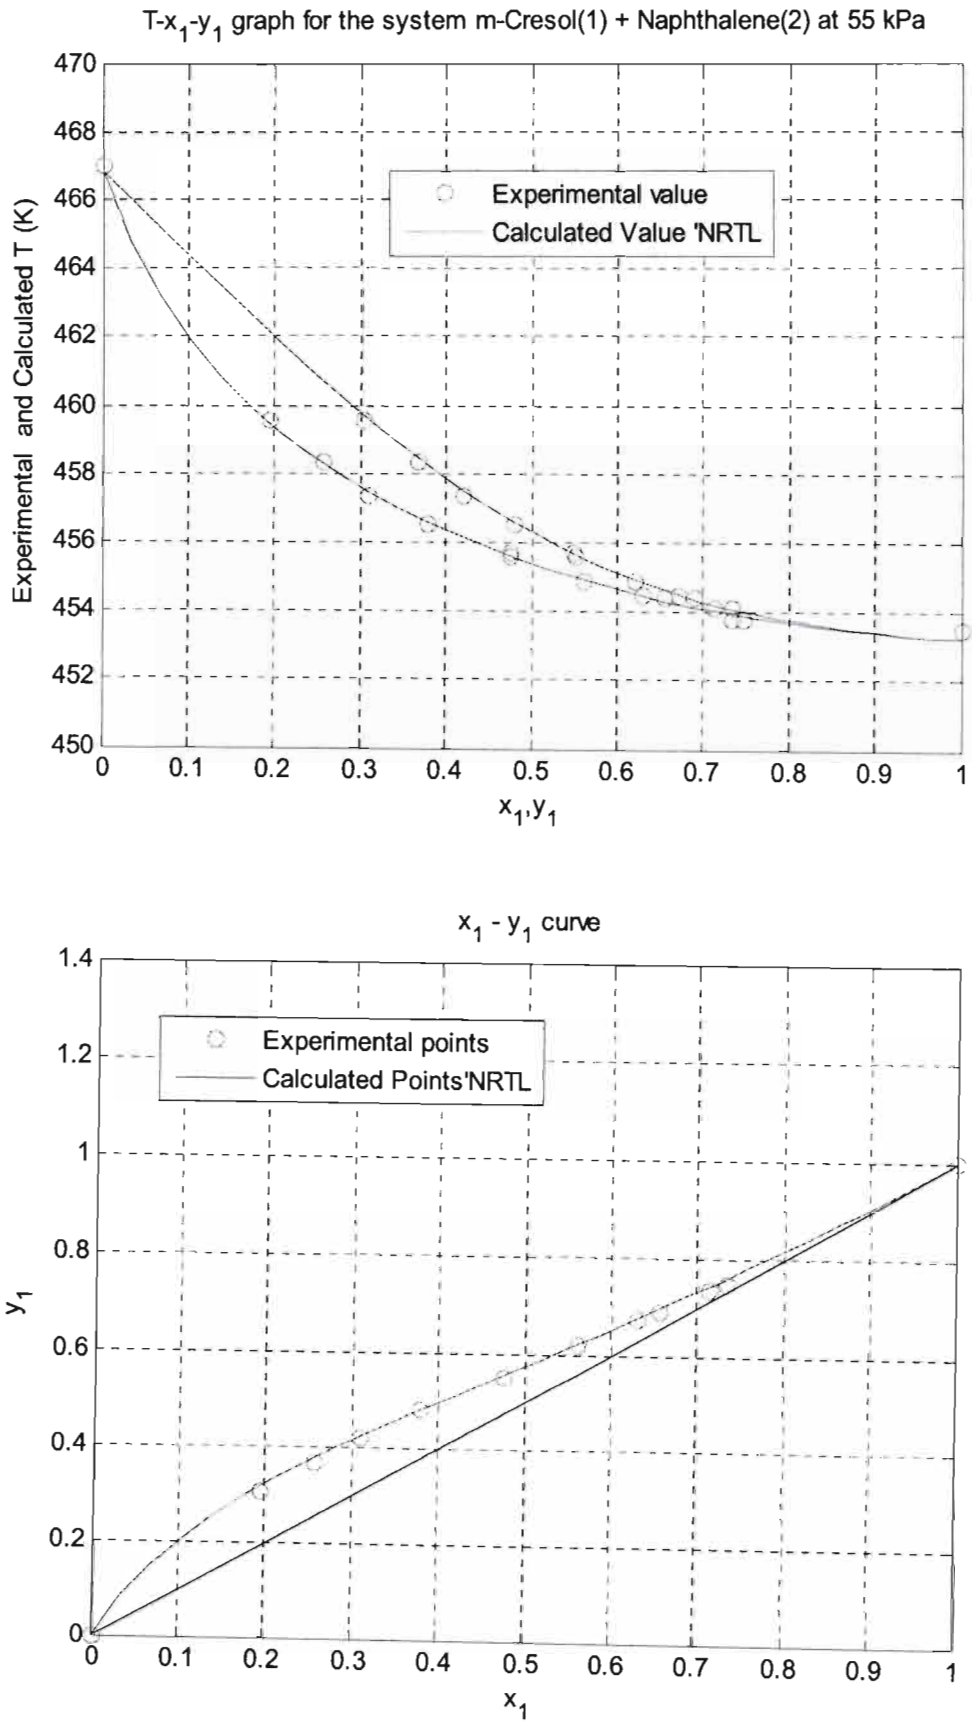 T-x1-y1 graph for the system m-Cresol(1) + Naphthalene(2) at 55 kPa
470
468
466
464
462
460
458
456
454
452
450
Experimental and Calculated T (K)
Experimental value
Calculated Value 'NRTL
0 0.1 0.2 0.3 0.4 0.5 0.6 0.7 0.8 0.9 1
x1,y1
x1 - y1 curve
1.4
1.2
1
0.8
0.6
0.4
0.2
0
y1
Experimental points
Calculated Points'NRTL
0 0.1 0.2 0.3 0.4 0.5 0.6 0.7 0.8 0.9 1
x1